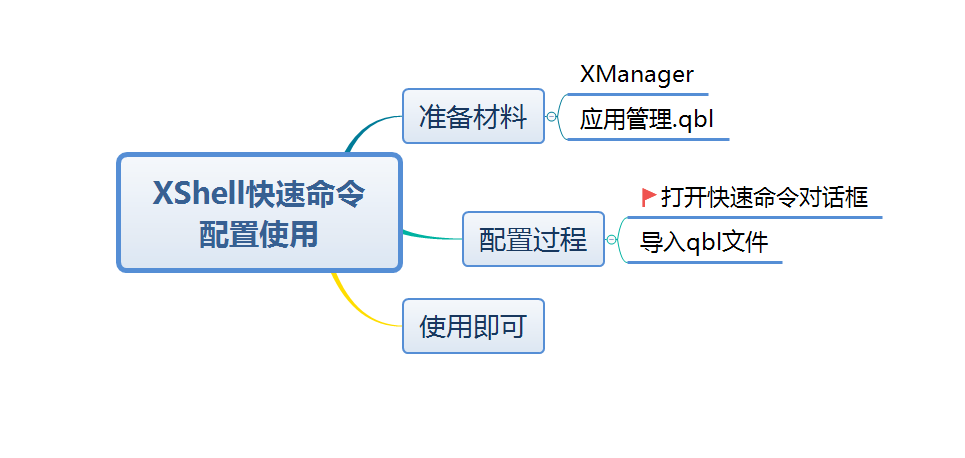 XShell快速命令
配置使用
准备材料
XManager
应用管理.qbl
配置过程
打开快速命令对话框
导入qbl文件
使用即可